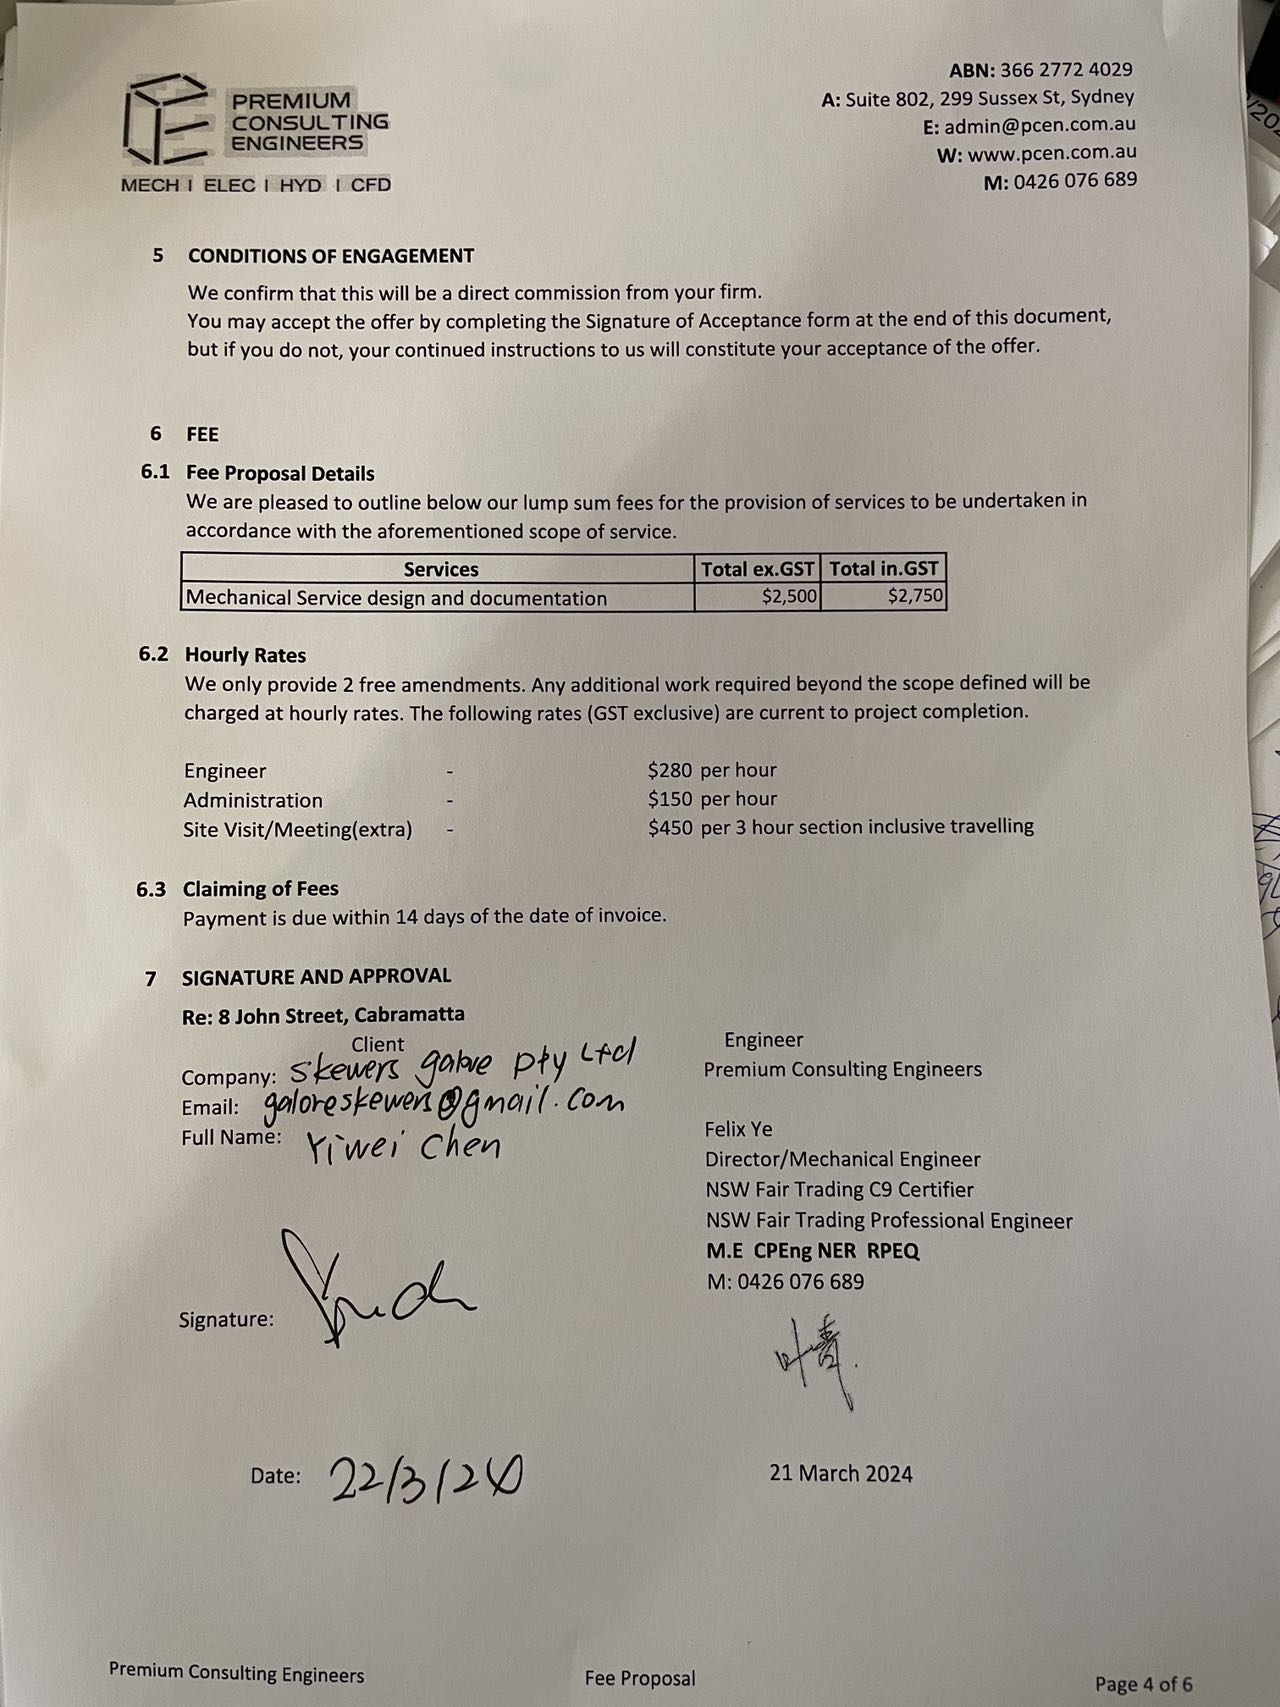 PREMIUM
CONSULTING
ENGINEERS
MECH I ELEC I HYD I CFD
ABN: 366 2772 4029
A: Suite 802, 299 Sussex St, Sydney
E: admin@pcen.com.au
W: www.pcen.com.au
M: 0426 076 689
5 CONDITIONS OF ENGAGEMENT
We confirm that this will be a direct commission from your firm.
You may accept the offer by completing the Signature of Acceptance form at the end of this document,
but if you do not, your continued instructions to us will constitute your acceptance of the offer.
6 FEE
6.1 Fee Proposal Details
We are pleased to outline below our lump sum fees for the provision of services to be undertaken in
accordance with the aforementioned scope of service.
Services Total ex.GST Total in.GST
Mechanical Service design and documentation $2,500 $2,750
6.2 Hourly Rates
We only provide 2 free amendments. Any additional work required beyond the scope defined will be
charged at hourly rates. The following rates (GST exclusive) are current to project completion.
Engineer - $280 per hour
Administration - $150 per hour
Site Visit/Meeting(extra) - $450 per 3 hour section inclusive travelling
6.3 Claiming of Fees
Payment is due within 14 days of the date of invoice.
7 SIGNATURE AND APPROVAL
Re: 8 John Street, Cabramatta
Client
Company: Skewers galore pty Ltd
Email: galoreskewers@gmail.com
Full Name: Yiwei Chen
Signature:
Date: 22/3/24
Engineer
Premium Consulting Engineers
Felix Ye
Director/Mechanical Engineer
NSW Fair Trading C9 Certifier
NSW Fair Trading Professional Engineer
M.E CPEng NER RPEQ
M: 0426 076 689
21 March 2024
Premium Consulting Engineers Fee Proposal Page 4 of 6